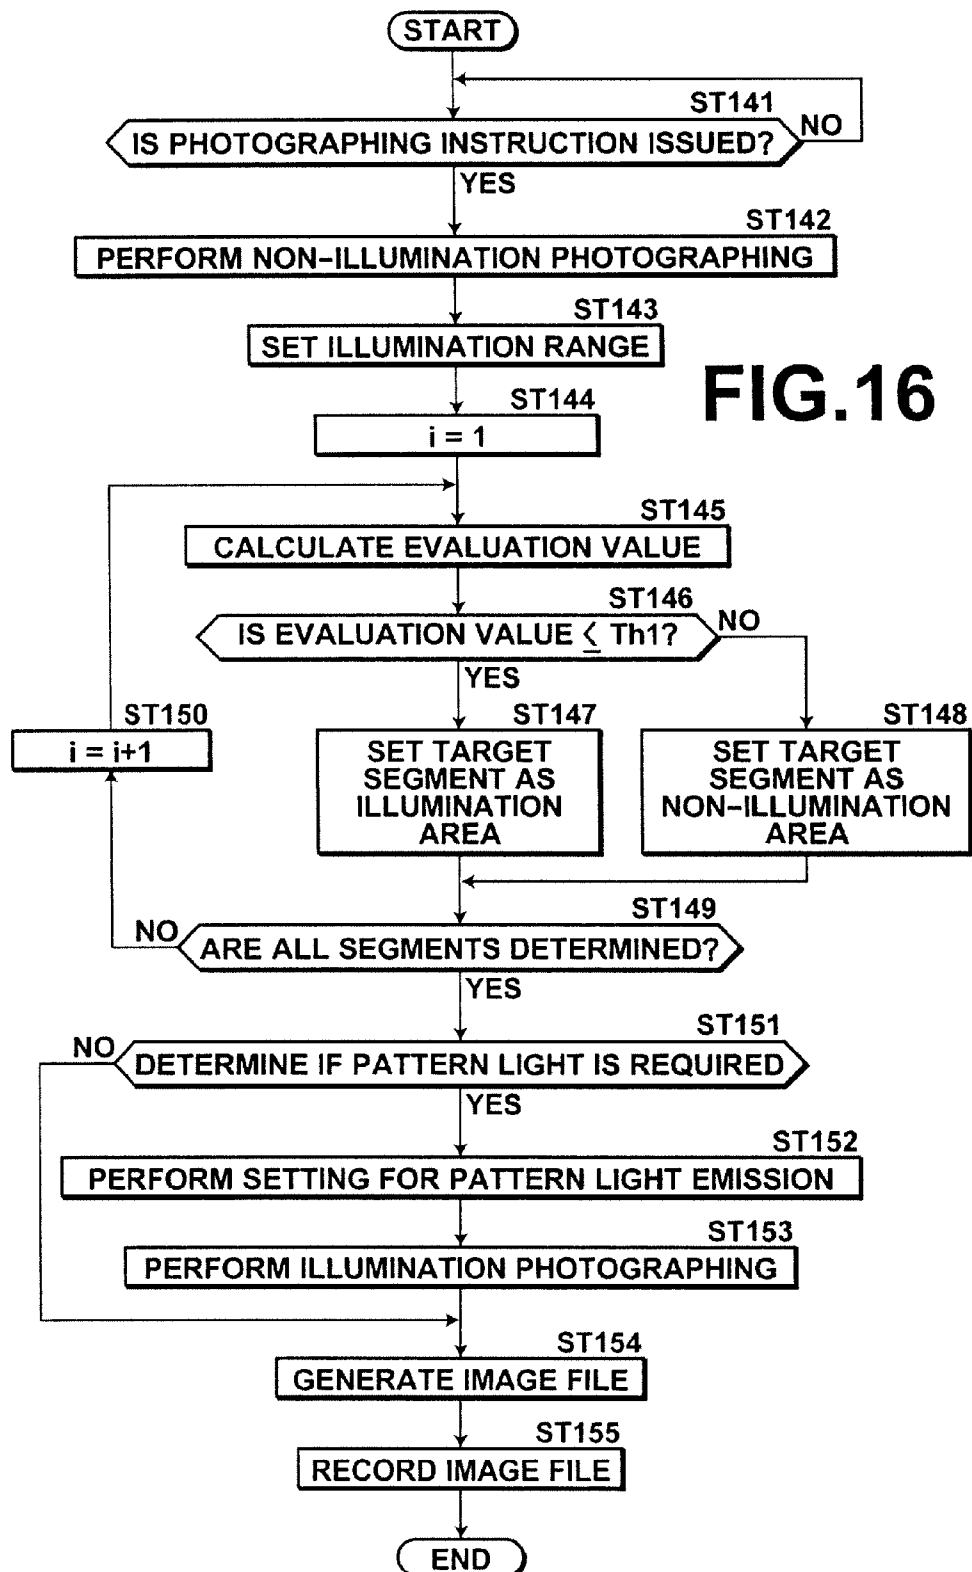 START
ST141
IS PHOTOGRAPHING INSTRUCTION ISSUED?
NO
YES
ST142
PERFORM NON-ILLUMINATION PHOTOGRAPHING
ST143
SET ILLUMINATION RANGE
FIG.16
ST144
i = 1
ST145
CALCULATE EVALUATION VALUE
ST146
IS EVALUATION VALUE ≤ Th1?
NO
YES
ST150
i = i+1
ST147
SET TARGET
SEGMENT AS
ILLUMINATION
AREA
ST148
SET TARGET
SEGMENT AS
NON-ILLUMINATION
AREA
ST149
NO
ARE ALL SEGMENTS DETERMINED?
YES
ST151
NO
DETERMINE IF PATTERN LIGHT IS REQUIRED
YES
ST152
PERFORM SETTING FOR PATTERN LIGHT EMISSION
ST153
PERFORM ILLUMINATION PHOTOGRAPHING
ST154
GENERATE IMAGE FILE
ST155
RECORD IMAGE FILE
END